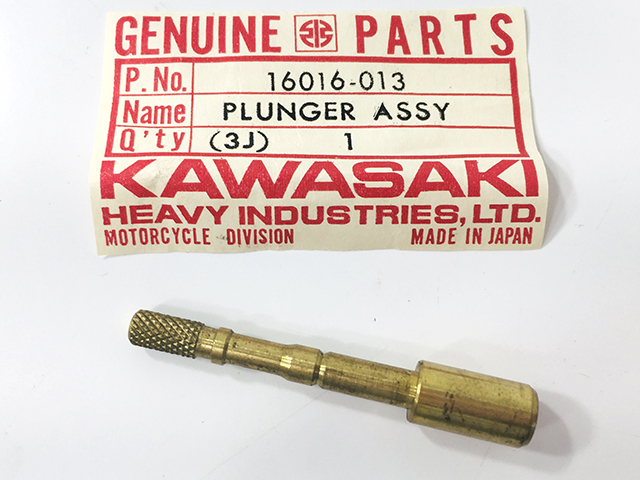 GENUINE PARTS
P. No. 16016-013
Name PLUNGER ASSY
Q'ty (3J) 1
KAWASAKI
HEAVY INDUSTRIES, LTD.
MOTORCYCLE DIVISION MADE IN JAPAN